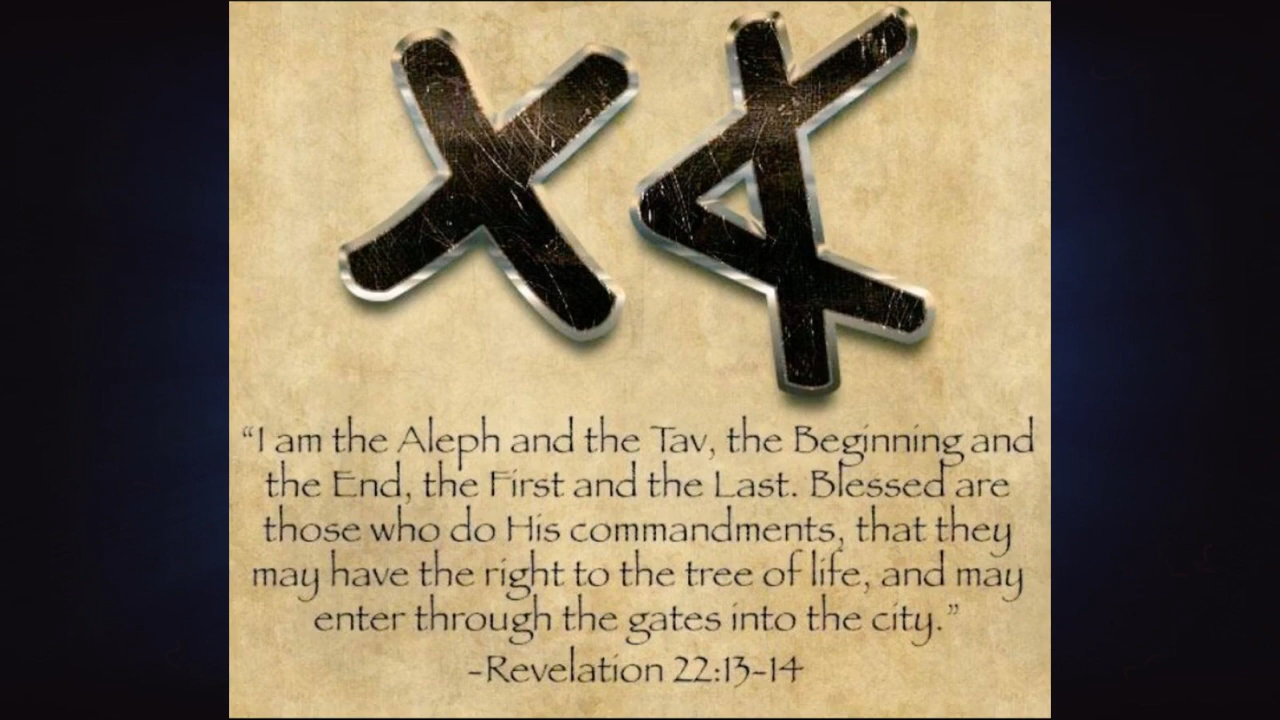 𐤀𐤕
“I am the Aleph and the Tav, the Beginning and
the End, the First and the Last. Blessed are
those who do His commandments, that they
may have the right to the tree of life, and may
enter through the gates into the city.”
-Revelation 22:13-14